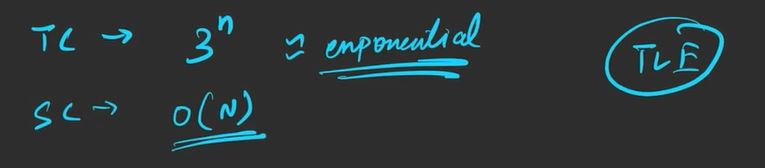 TC → 3ⁿ ≈ enponential TLE
SC → O(N)